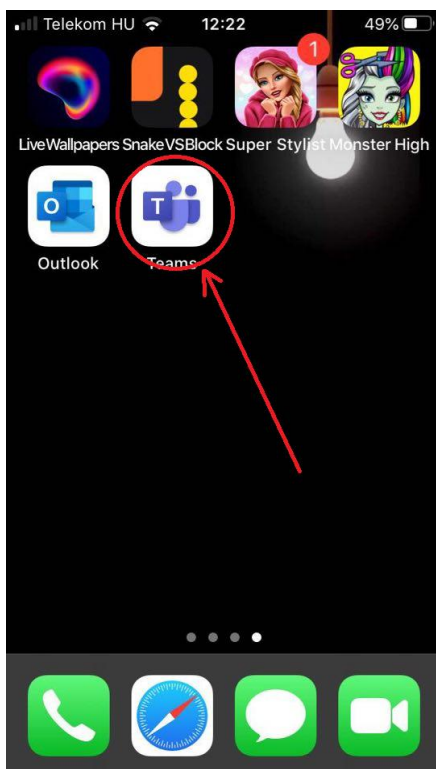 Telekom HU 12:22 49%
1
LiveWallpapers SnakeVSBlock Super Stylist Monster High
O T
Outlook Teams